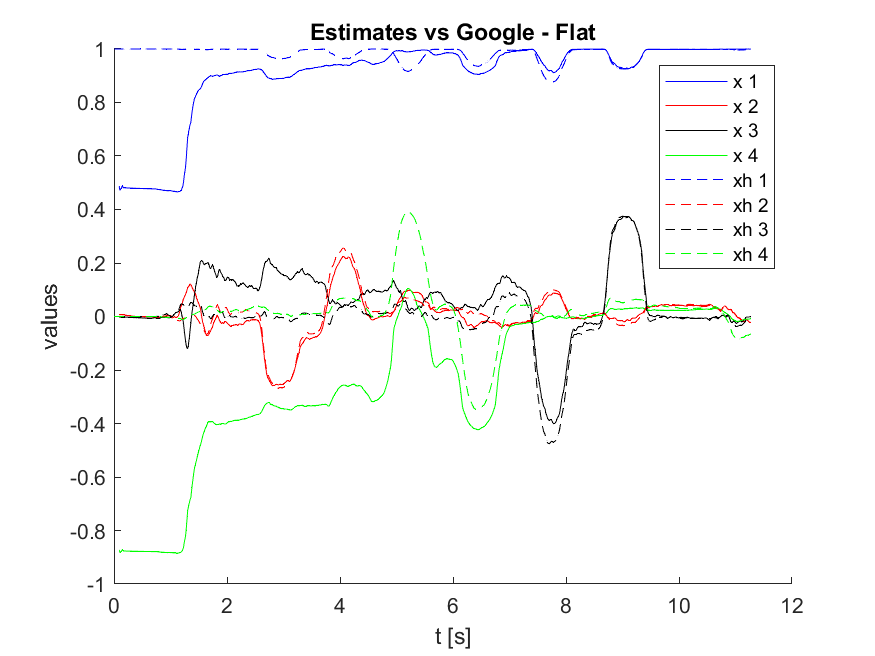 Estimates vs Google - Flat
1
0.8
0.6
0.4
0.2
0
-0.2
-0.4
-0.6
-0.8
-1
values
x 1
x 2
x 3
x 4
xh 1
xh 2
xh 3
xh 4
0 2 4 6 8 10 12
t [s]